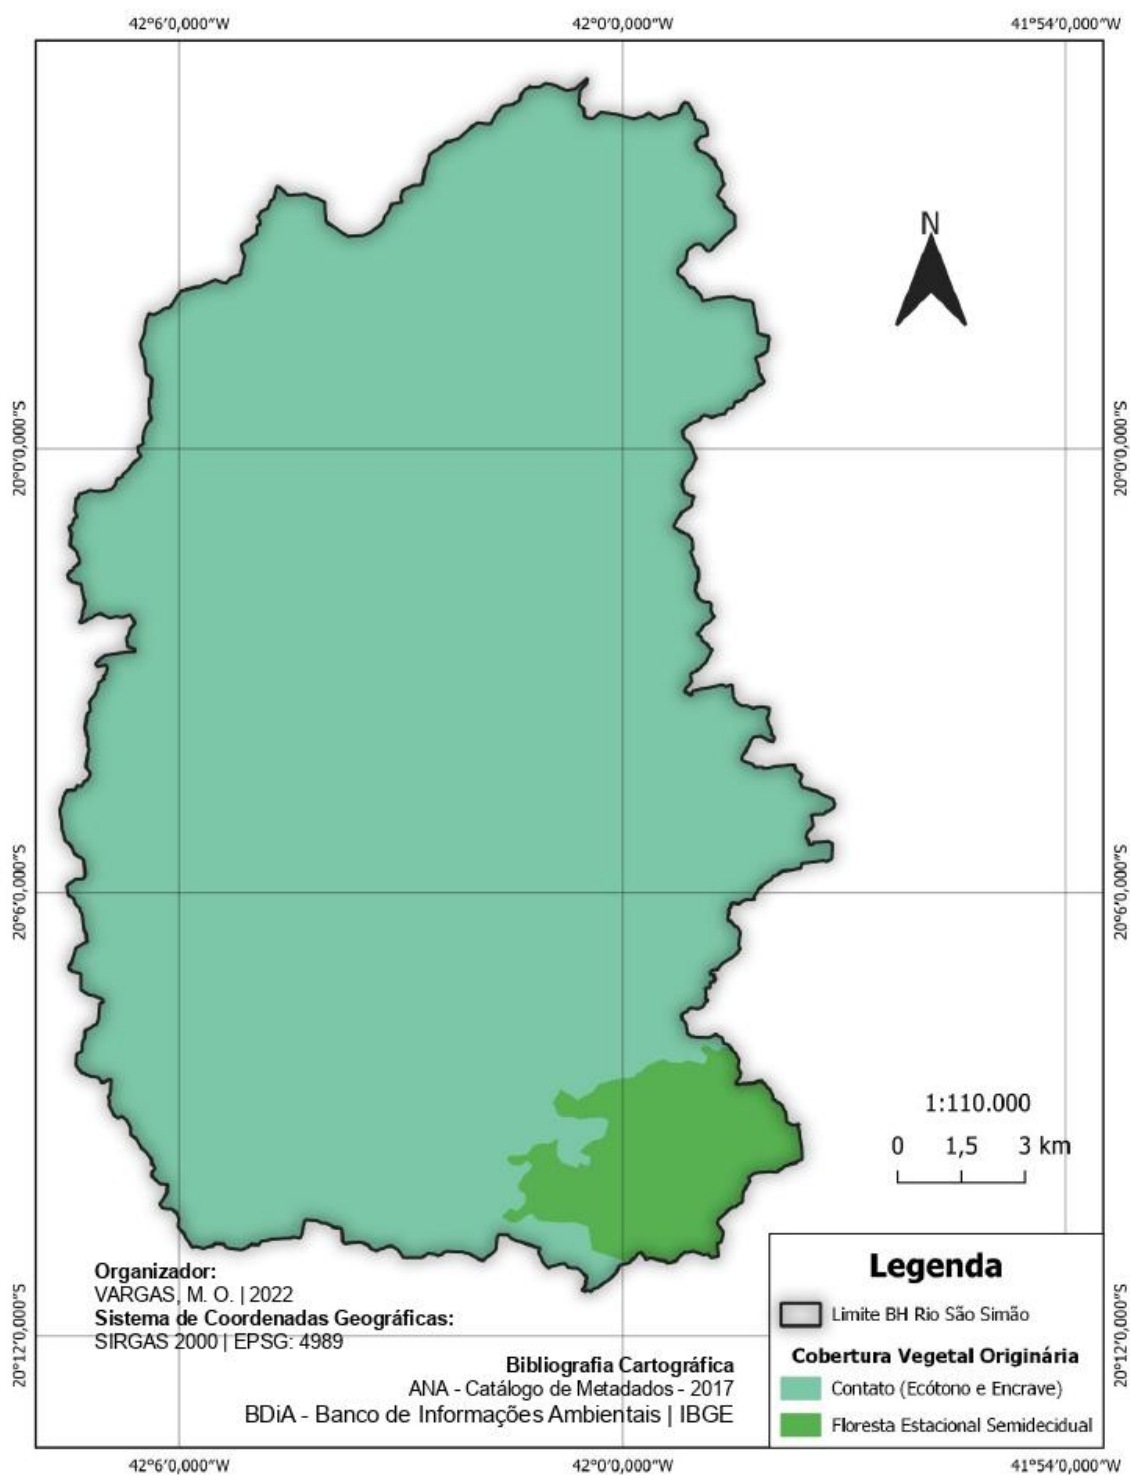 42°6'0,000"W
42°0'0,000"W
41°54'0,000"W
N
20°0'0,000"S
20°0'0,000"S
20°6'0,000"S
20°6'0,000"S
1:110.000
0 1,5 3 km
Legenda
Limite BH Rio São Simão
Cobertura Vegetal Originária
Contato (Ecótono e Encrave)
Floresta Estacional Semidecidual
Organizador:
VARGAS, M. O. | 2022
Sistema de Coordenadas Geográficas:
SIRGAS 2000 | EPSG: 4989
Bibliografia Cartográfica
ANA - Catálogo de Metadados - 2017
BDiA - Banco de Informações Ambientais | IBGE
20°12'0,000"S
20°12'0,000"S
42°6'0,000"W
42°0'0,000"W
41°54'0,000"W